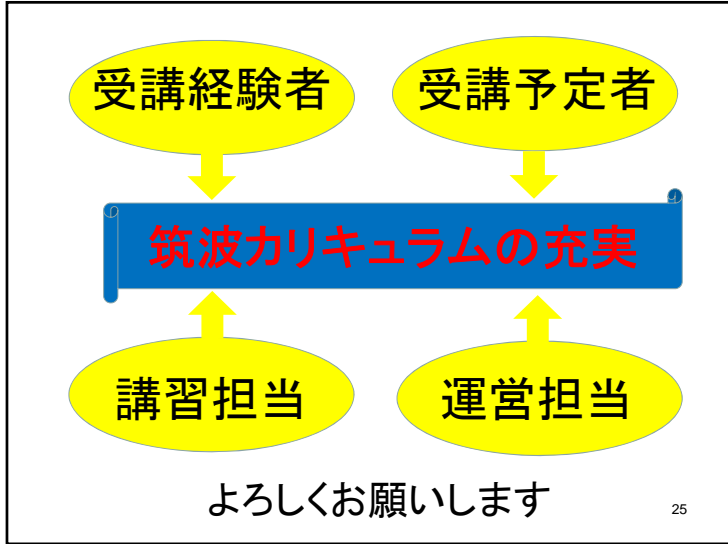 受講経験者
受講予定者
筑波カリキュラムの充実
講習担当
運営担当
よろしくお願いします
25